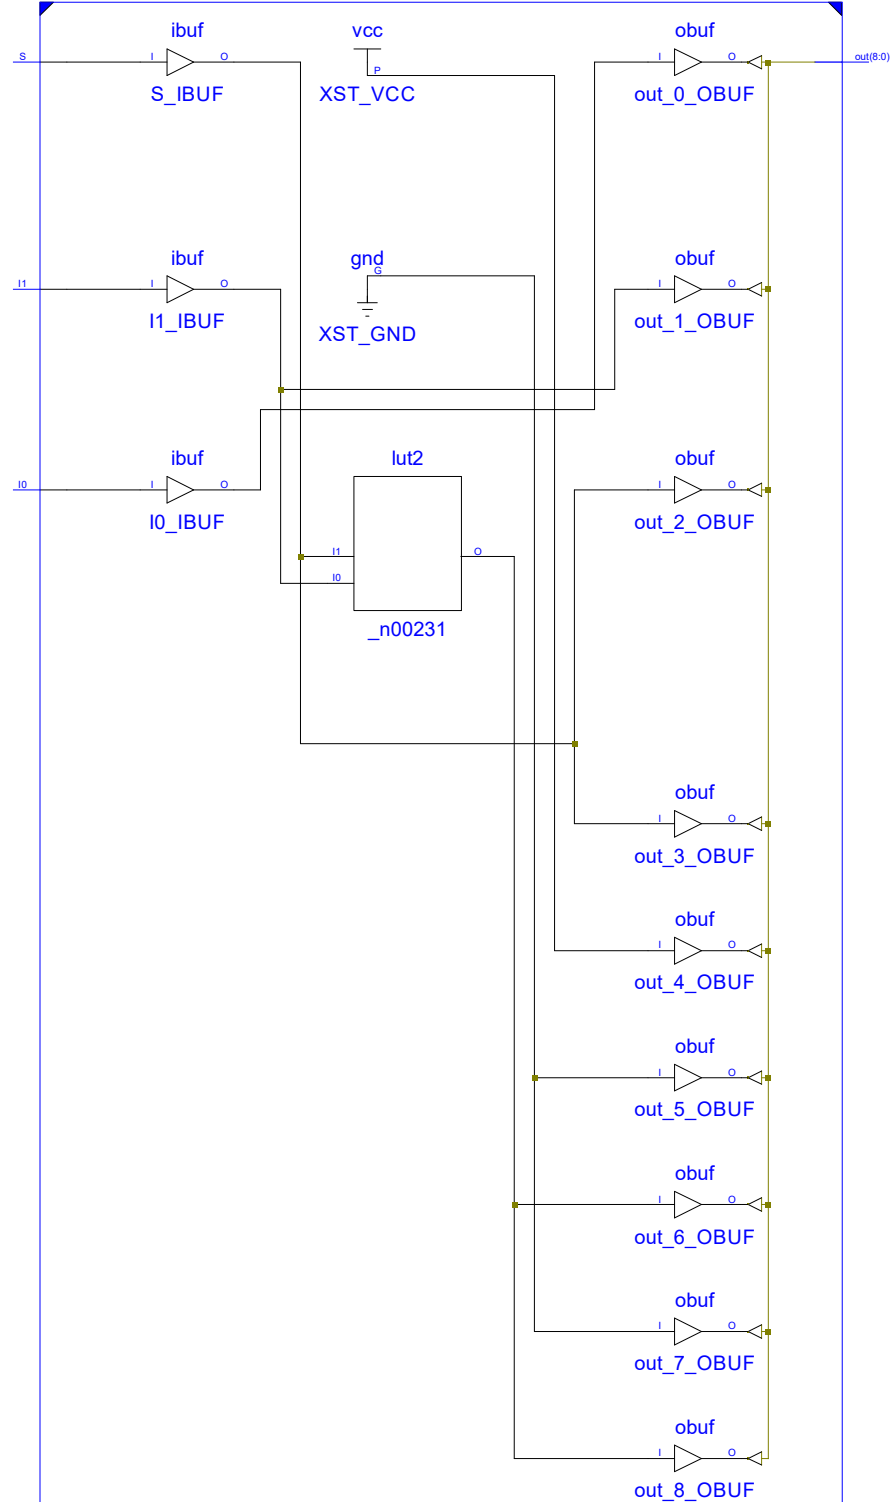 ibuf vcc obuf
S I O I O out(8:0)
P
S_IBUF XST_VCC out_0_OBUF
ibuf gnd obuf
G
I1 I O I O
I1_IBUF out_1_OBUF
XST_GND
ibuf lut2 obuf
I0 I O I O
I0_IBUF out_2_OBUF
I1 O
I0
_n00231
obuf
I O
out_3_OBUF
obuf
I O
out_4_OBUF
obuf
I O
out_5_OBUF
obuf
I O
out_6_OBUF
obuf
I O
out_7_OBUF
obuf
I O
out_8_OBUF